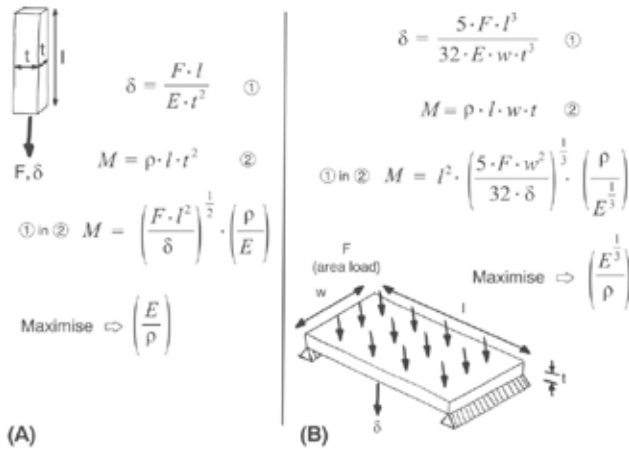 t t l
F, δ
δ = F · l / E · t² ①
M = ρ · l · t² ②
① in ② M = (F · l² / δ)^½ · (ρ / E)
Maximise ⇨ (E / ρ)
(A)
δ = 5 · F · l³ / 32 · E · w · t³ ①
M = ρ · l · w · t ②
① in ② M = l² · (5 · F · w² / 32 · δ)^⅓ · (ρ / E^⅓)
Maximise ⇨ (E^⅓ / ρ)
F
(area load)
w
l
t
δ
(B)